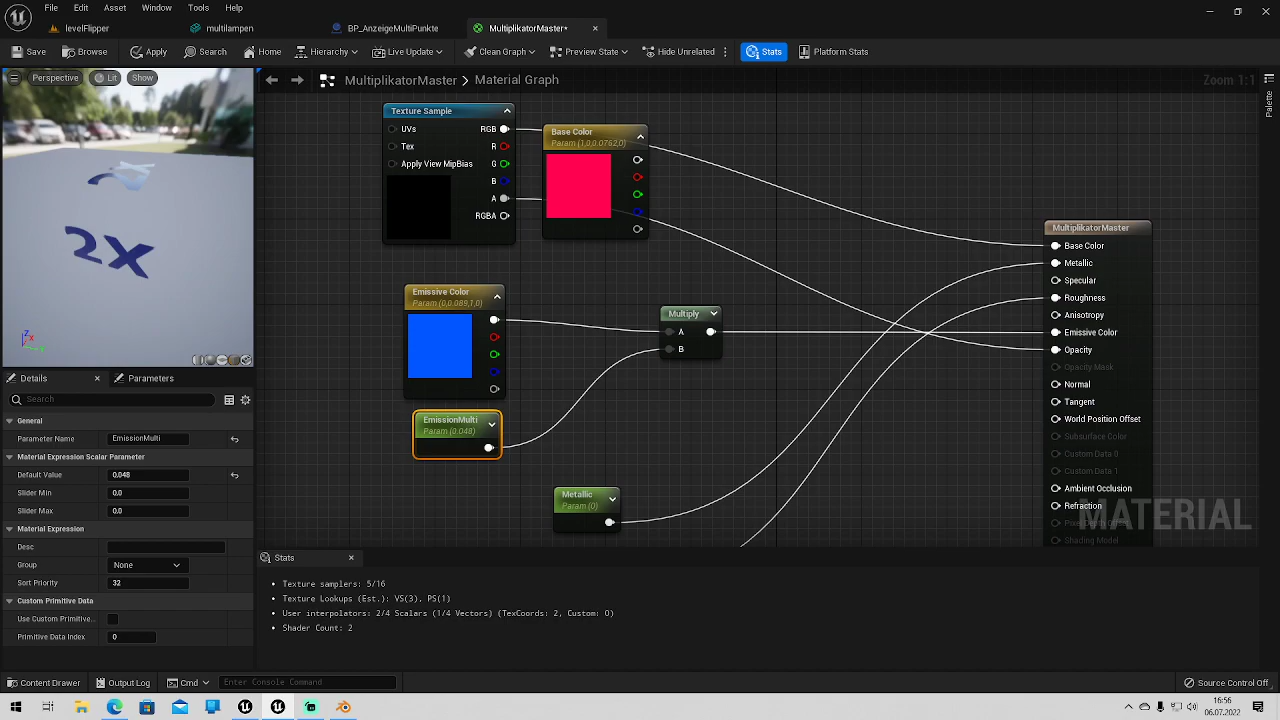 File Edit Asset Window Tools Help
levelFlipper
multilampen
BP_AnzeigeMultiPunkte
MultiplikatorMaster*
Save
Browse
Apply
Search
Home
Hierarchy
Live Update
Clean Graph
Preview State
Hide Unrelated
Stats
Platform Stats
Perspective
Lit
Show
MultiplikatorMaster > Material Graph
Zoom 1:1
Palette
2X
Z
Texture Sample
UVs
Tex
Apply View MipBias
RGB
R
G
B
A
RGBA
Base Color
Param (1,0,0.0762,0)
Emissive Color
Param (0,0.089,1,0)
EmissionMulti
Param (0.048)
Multiply
A
B
Metallic
Param (0)
MultiplikatorMaster
Base Color
Metallic
Specular
Roughness
Anisotropy
Emissive Color
Opacity
Opacity Mask
Normal
Tangent
World Position Offset
Subsurface Color
Custom Data 0
Custom Data 1
Ambient Occlusion
Refraction
Pixel Depth Offset
Shading Model
MATERIAL
Details
Parameters
Search
General
Parameter Name EmissionMulti
Material Expression Scalar Parameter
Default Value 0.048
Slider Min 0.0
Slider Max 0.0
Material Expression
Desc
Group None
Sort Priority 32
Custom Primitive Data
Use Custom Primitive...
Primitive Data Index 0
Stats
Texture samplers: 5/16
Texture Lookups (Est.): VS(3), PS(1)
User interpolators: 2/4 Scalars (1/4 Vectors) (TexCoords: 2, Custom: 0)
Shader Count: 2
Content Drawer
Output Log
Cmd
Enter Console Command
Source Control Off
16:56
06.07.2022